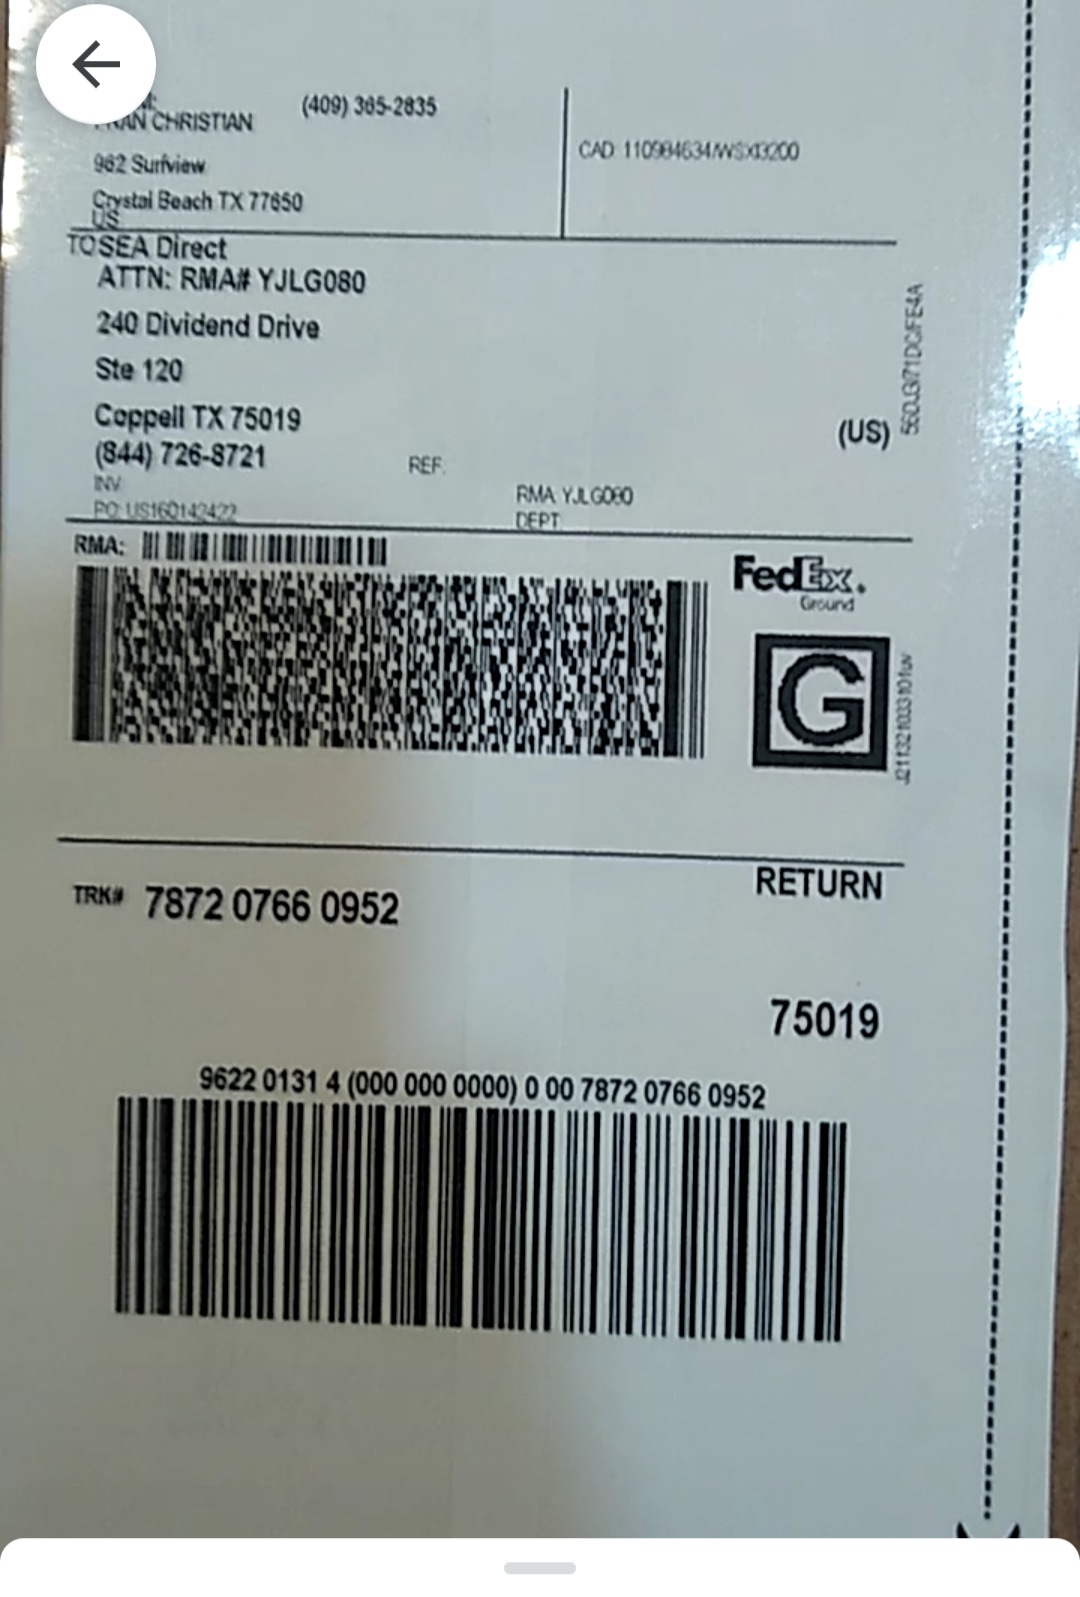 FRAN CHRISTIAN
(409) 365-2835
962 Surfview
Crystal Beach TX 77650
US
CAD: 110984634/WSXI3200
TO SEA Direct
ATTN: RMA# YJLG080
240 Dividend Drive
Ste 120
Coppell TX 75019
(844) 726-8721
(US)
REF:
INV:
PO: US160142422
RMA: YJLG080
DEPT:
RMA:
FedEx.
Ground
G
TRK# 7872 0766 0952
RETURN
75019
9622 0131 4 (000 000 0000) 0 00 7872 0766 0952